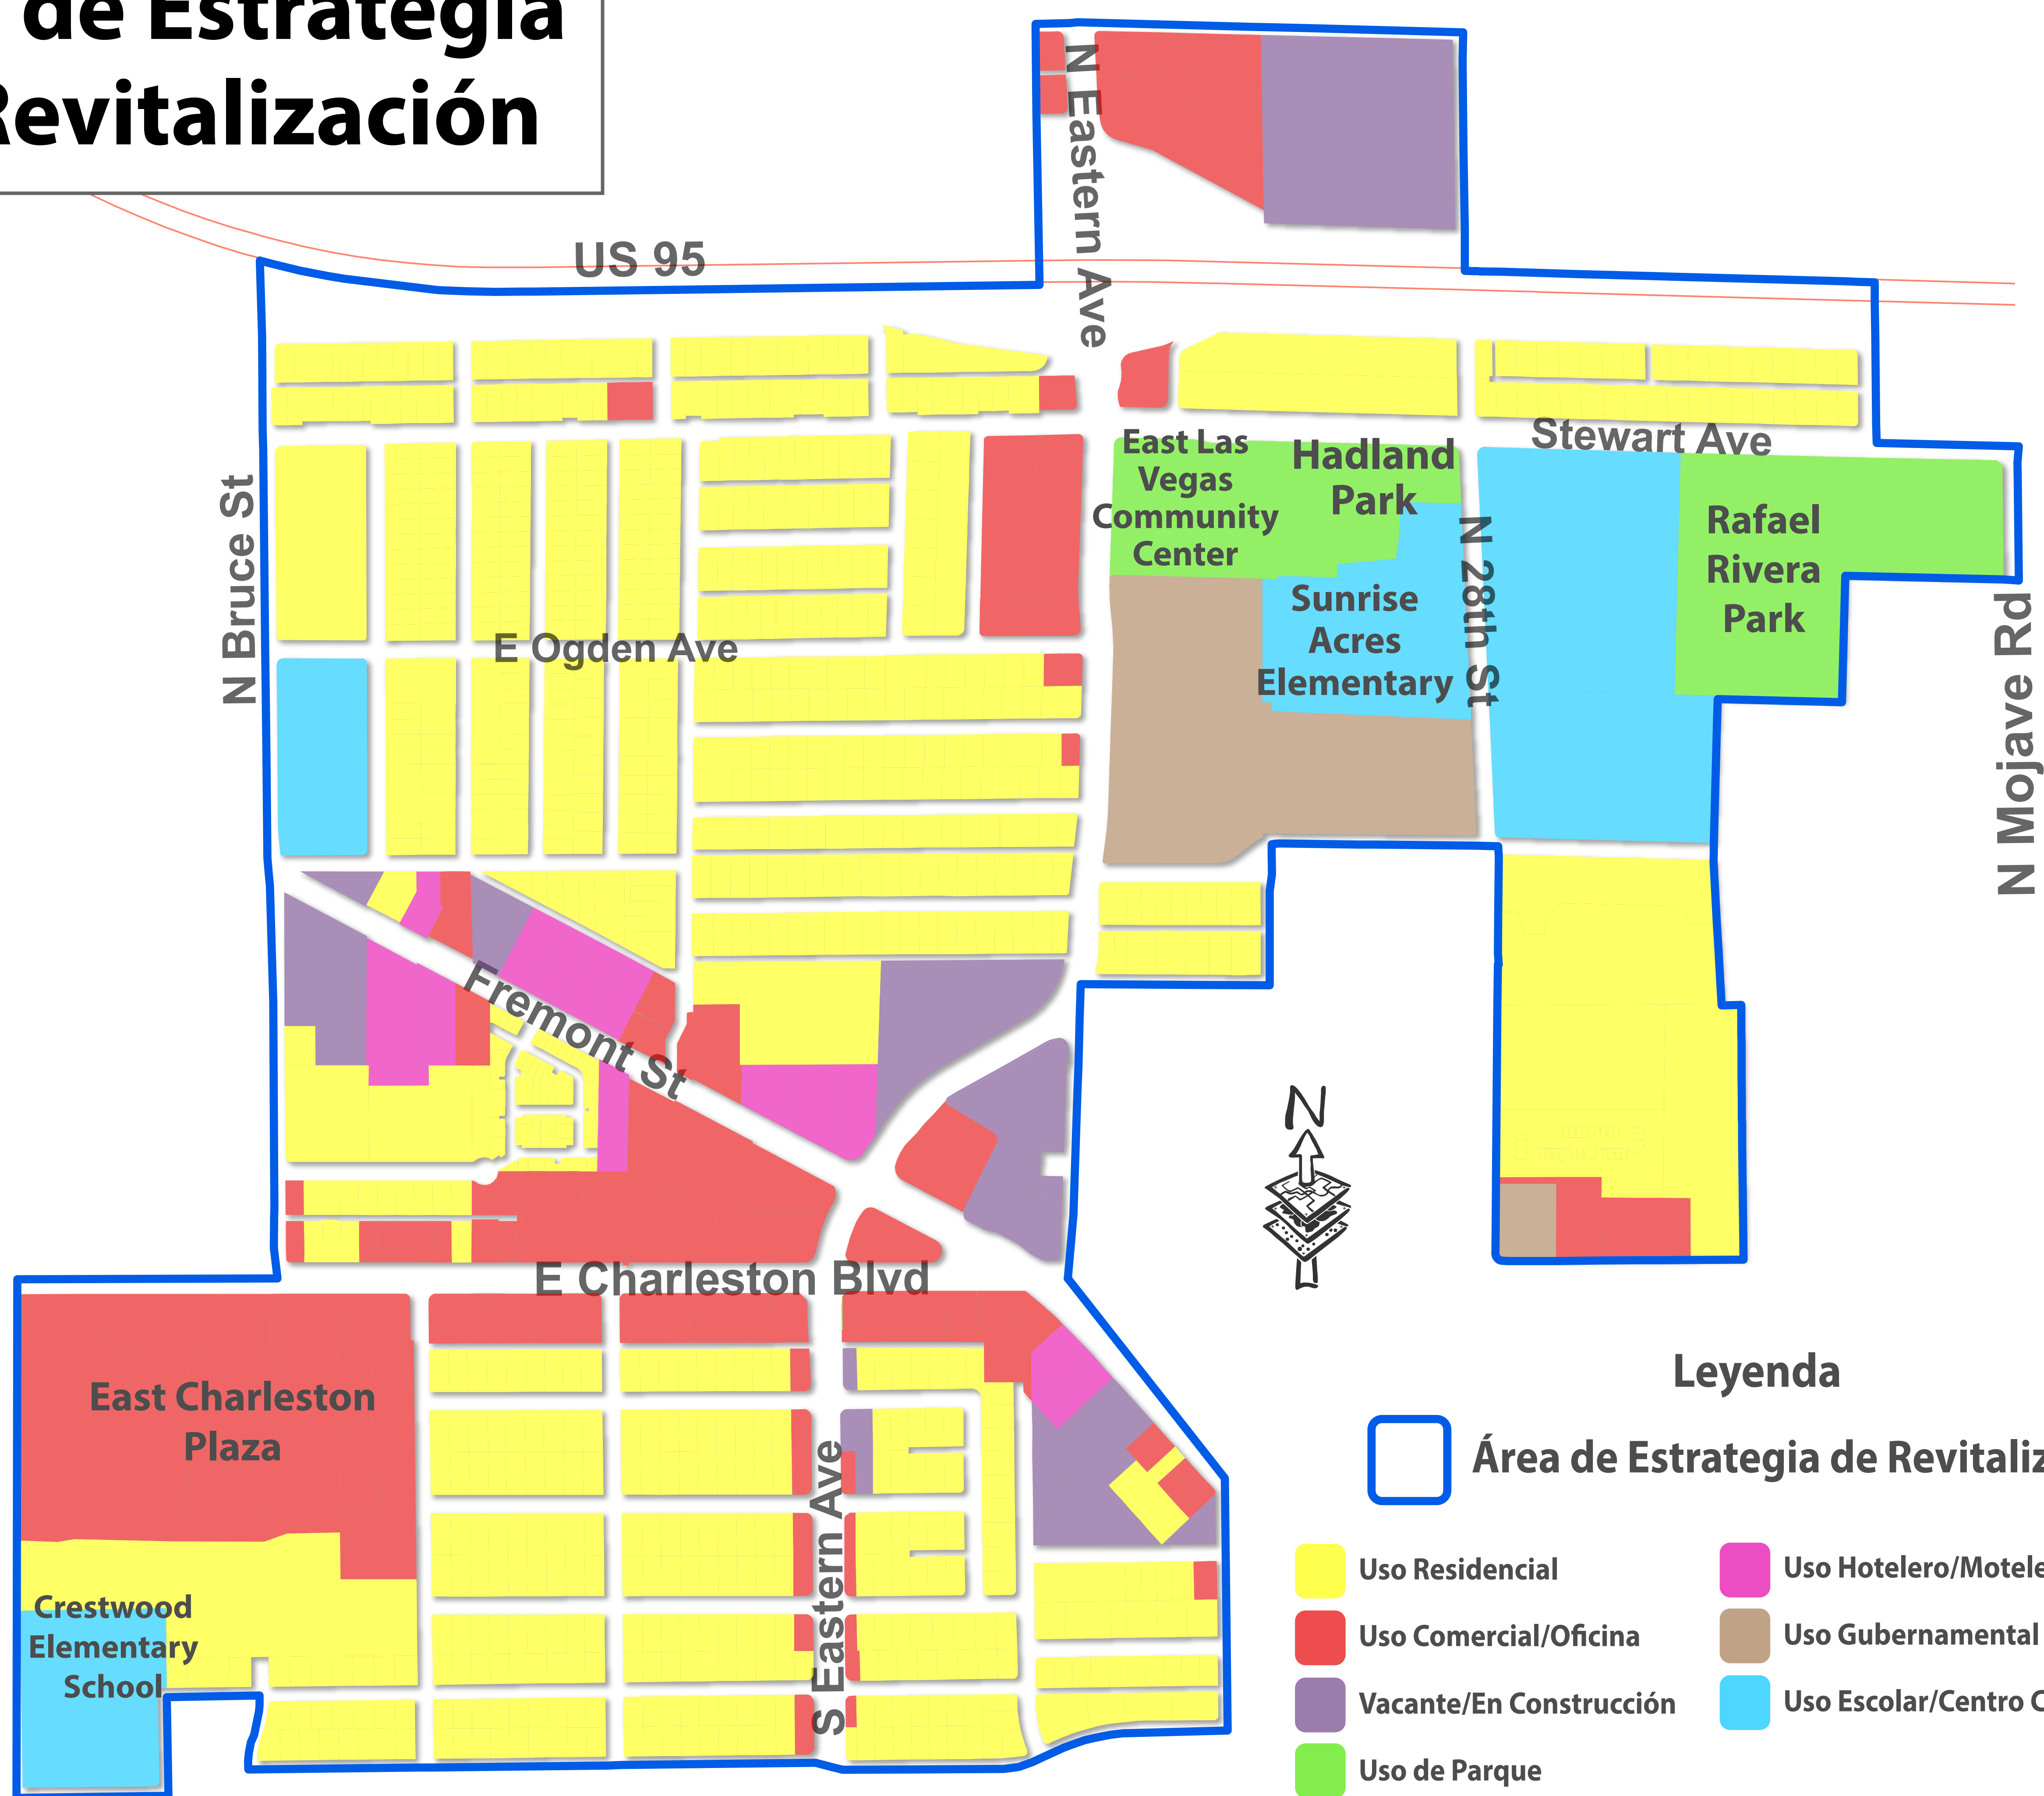 de Estrategia
Revitalización
US 95
N Eastern Ave
Stewart Ave
East Las
Vegas
Community
Center
Hadland
Park
N Bruce St
N 28th St
Rafael
Rivera
Park
Sunrise
Acres
Elementary
E Ogden Ave
N Mojave Rd
Fremont St
N
E Charleston Blvd
East Charleston
Plaza
S Eastern Ave
Crestwood
Elementary
School
Leyenda
Área de Estrategia de Revitaliz
Uso Residencial
Uso Comercial/Oficina
Vacante/En Construcción
Uso de Parque
Uso Hotelero/Motele
Uso Gubernamental
Uso Escolar/Centro C